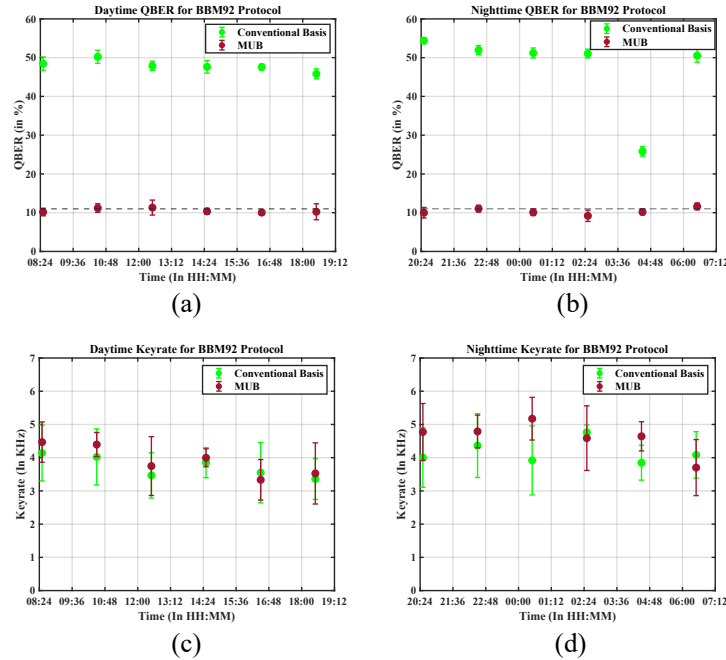 Daytime QBER for BBM92 Protocol
Conventional Basis
MUB
60
50
40
30
20
10
0
QBER (in %)
08:24 09:36 10:48 12:00 13:12 14:24 15:36 16:48 18:00 19:12
Time (In HH:MM)
(a)
Nighttime QBER for BBM92 Protocol
Conventional Basis
MUB
60
50
40
30
20
10
0
QBER (in %)
20:24 21:36 22:48 00:00 01:12 02:24 03:36 04:48 06:00 07:12
Time (In HH:MM)
(b)
Daytime Keyrate for BBM92 Protocol
Conventional Basis
MUB
7
6
5
4
3
2
1
0
Keyrate (In KHz)
08:24 09:36 10:48 12:00 13:12 14:24 15:36 16:48 18:00 19:12
Time (In HH:MM)
(c)
Nighttime Keyrate for BBM92 Protocol
Conventional Basis
MUB
7
6
5
4
3
2
1
0
Keyrate (In KHz)
20:24 21:36 22:48 00:00 01:12 02:24 03:36 04:48 06:00 07:12
Time (In HH:MM)
(d)